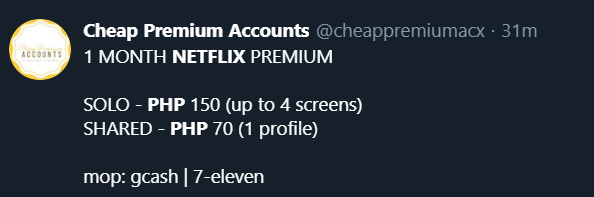 Cheap Premium Accounts @cheappremiumacx · 31m
1 MONTH NETFLIX PREMIUM
SOLO - PHP 150 (up to 4 screens)
SHARED - PHP 70 (1 profile)
mop: gcash | 7-eleven
ACCOUNTS